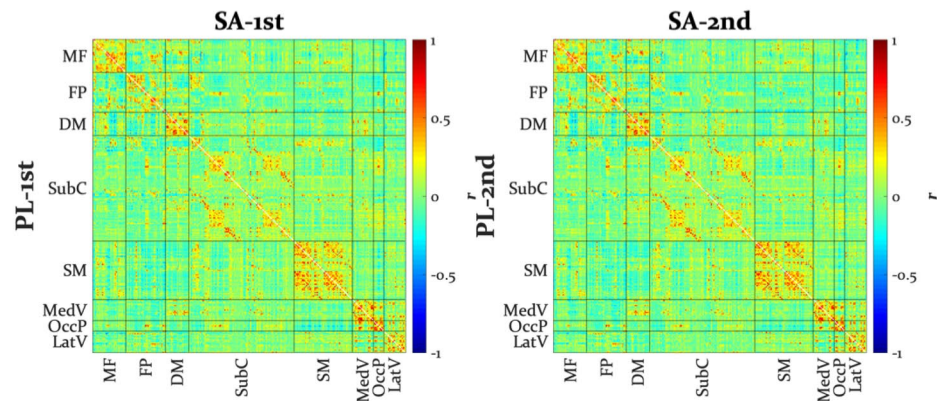 SA-1st
SA-2nd
PL-1st
MF
FP
DM
SubC
SM
MedV
OccP
LatV
MF
FP
DM
SubC
SM
MedV
OccP
LatV
1
0.5
0
-0.5
-1
r
PL-2nd
MF
FP
DM
SubC
SM
MedV
OccP
LatV
MF
FP
DM
SubC
SM
MedV
OccP
LatV
1
0.5
0
-0.5
-1
r